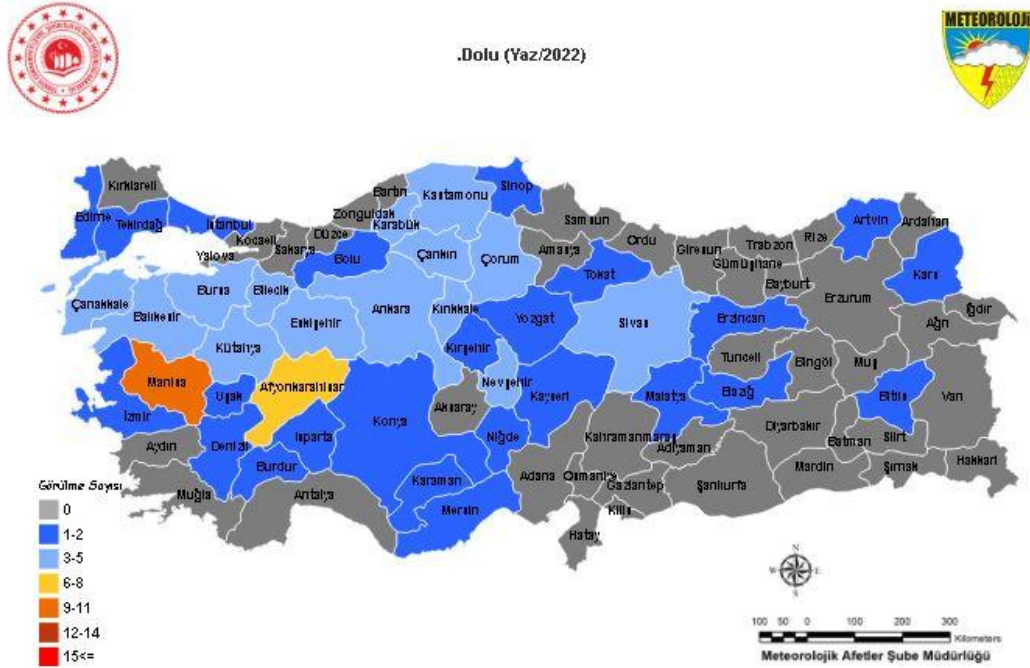 METEOROLOJİ
.Dolu (Yaz/2022)
Kırklareli
Edirne
Tekirdağ
İstanbul
Kocaeli
Yalova
Sakarya
Düzce
Zonguldak
Bartın
Karabük
Kastamonu
Sinop
Bolu
Çankırı
Çorum
Samsun
Amasya
Ordu
Tokat
Giresun
Trabzon
Gümüşhane
Rize
Bayburt
Artvin
Ardahan
Kars
Erzurum
Iğdır
Ağrı
Çanakkale
Balıkesir
Bursa
Bilecik
Eskişehir
Kütahya
Ankara
Kırıkkale
Yozgat
Sivas
Erzincan
Tunceli
Bingöl
Muş
Van
Manisa
Uşak
Afyonkarahisar
İzmir
Kırşehir
Nevşehir
Aksaray
Kayseri
Malatya
Elazığ
Bitlis
Aydın
Denizli
Isparta
Burdur
Konya
Niğde
Kahramanmaraş
Adıyaman
Diyarbakır
Batman
Siirt
Mardin
Şırnak
Hakkari
Muğla
Antalya
Karaman
Mersin
Adana
Osmaniye
Gaziantep
Kilis
Şanlıurfa
Hatay
Görülme Sayısı
0
1-2
3-5
6-8
9-11
12-14
15<=
N
W
E
S
100 50 0 100 200 300
Kilometers
Meteorolojik Afetler Şube Müdürlüğü